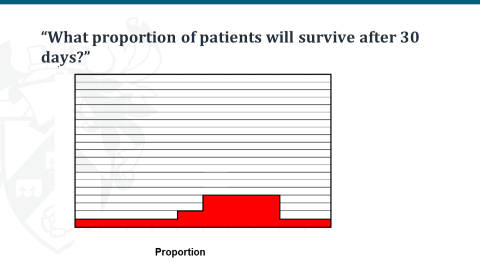 “What proportion of patients will survive after 30
days?”
Proportion